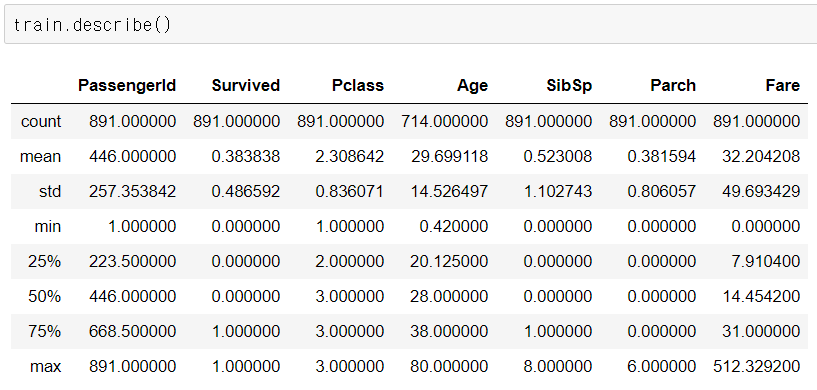 train.describe()
PassengerId Survived Pclass Age SibSp Parch Fare
count 891.000000 891.000000 891.000000 714.000000 891.000000 891.000000 891.000000
mean 446.000000 0.383838 2.308642 29.699118 0.523008 0.381594 32.204208
std 257.353842 0.486592 0.836071 14.526497 1.102743 0.806057 49.693429
min 1.000000 0.000000 1.000000 0.420000 0.000000 0.000000 0.000000
25% 223.500000 0.000000 2.000000 20.125000 0.000000 0.000000 7.910400
50% 446.000000 0.000000 3.000000 28.000000 0.000000 0.000000 14.454200
75% 668.500000 1.000000 3.000000 38.000000 1.000000 0.000000 31.000000
max 891.000000 1.000000 3.000000 80.000000 8.000000 6.000000 512.329200